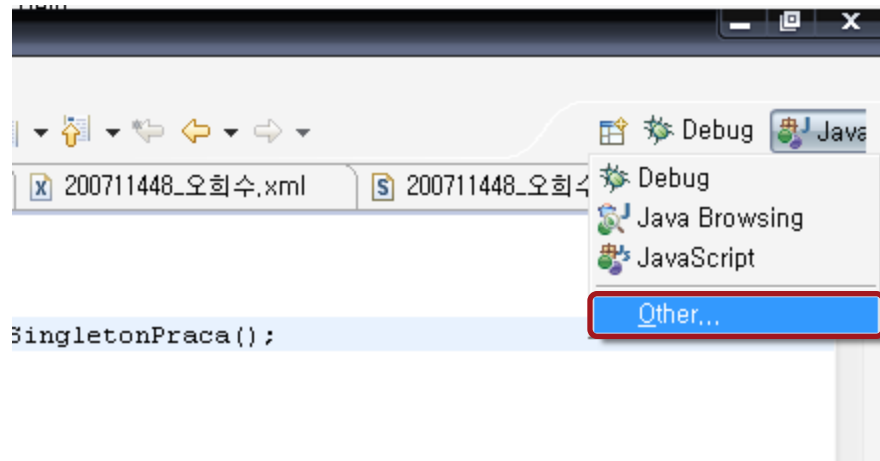 Debug Java
200711448_오희수.xml 200711448_오희수
Debug
Java Browsing
JavaScript
Other...
SingletonPraca();